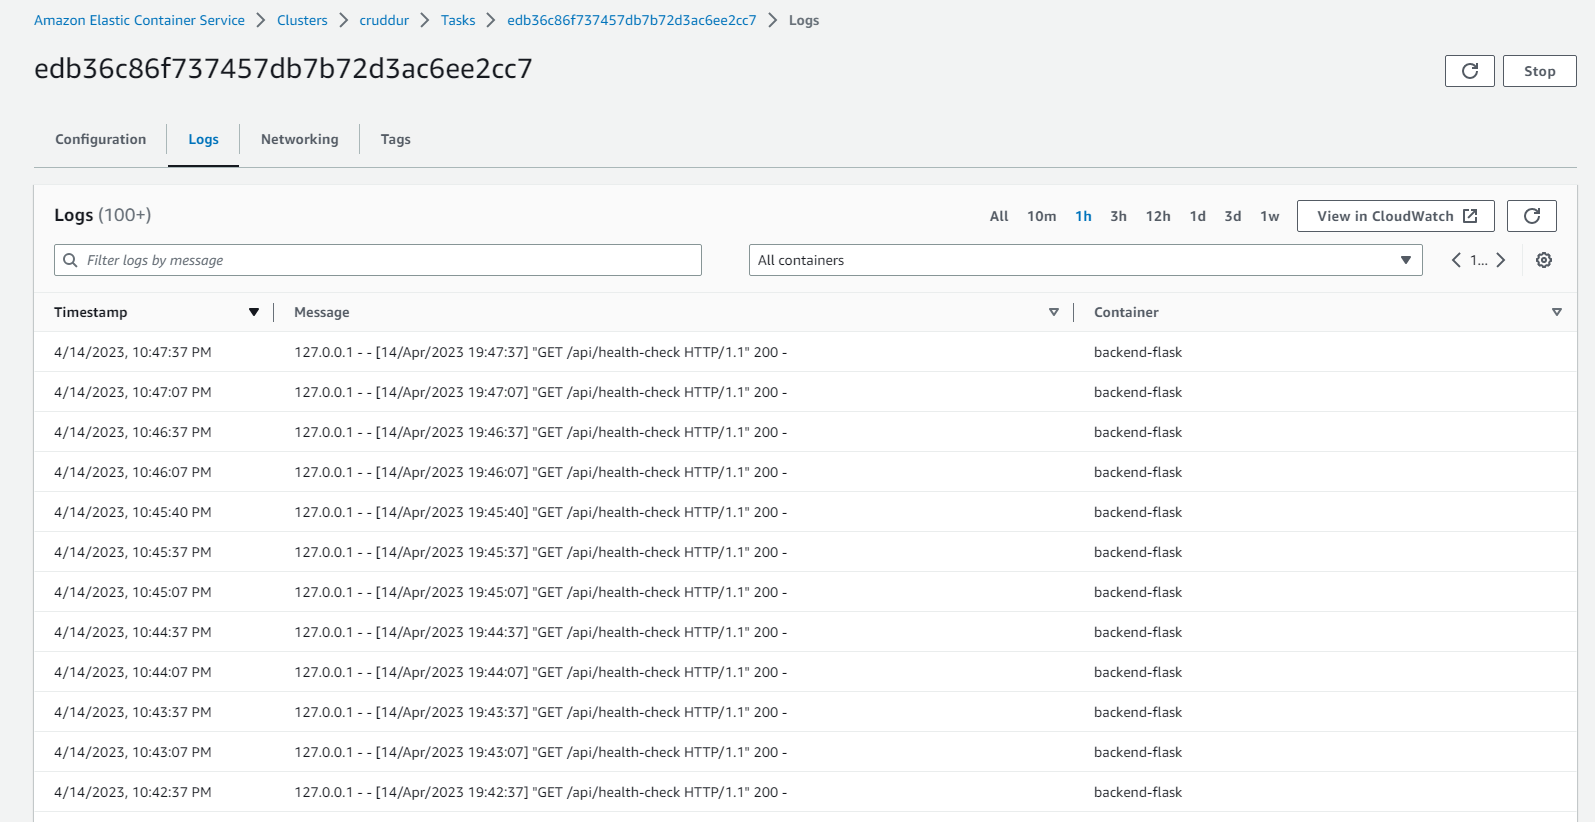 Amazon Elastic Container Service > Clusters > cruddur > Tasks > edb36c86f737457db7b72d3ac6ee2cc7 > Logs
edb36c86f737457db7b72d3ac6ee2cc7
Stop
Configuration Logs Networking Tags
Logs (100+)
All 10m 1h 3h 12h 1d 3d 1w View in CloudWatch
Filter logs by message
All containers
1...
Timestamp Message Container
4/14/2023, 10:47:37 PM 127.0.0.1 - - [14/Apr/2023 19:47:37] "GET /api/health-check HTTP/1.1" 200 - backend-flask
4/14/2023, 10:47:07 PM 127.0.0.1 - - [14/Apr/2023 19:47:07] "GET /api/health-check HTTP/1.1" 200 - backend-flask
4/14/2023, 10:46:37 PM 127.0.0.1 - - [14/Apr/2023 19:46:37] "GET /api/health-check HTTP/1.1" 200 - backend-flask
4/14/2023, 10:46:07 PM 127.0.0.1 - - [14/Apr/2023 19:46:07] "GET /api/health-check HTTP/1.1" 200 - backend-flask
4/14/2023, 10:45:40 PM 127.0.0.1 - - [14/Apr/2023 19:45:40] "GET /api/health-check HTTP/1.1" 200 - backend-flask
4/14/2023, 10:45:37 PM 127.0.0.1 - - [14/Apr/2023 19:45:37] "GET /api/health-check HTTP/1.1" 200 - backend-flask
4/14/2023, 10:45:07 PM 127.0.0.1 - - [14/Apr/2023 19:45:07] "GET /api/health-check HTTP/1.1" 200 - backend-flask
4/14/2023, 10:44:37 PM 127.0.0.1 - - [14/Apr/2023 19:44:37] "GET /api/health-check HTTP/1.1" 200 - backend-flask
4/14/2023, 10:44:07 PM 127.0.0.1 - - [14/Apr/2023 19:44:07] "GET /api/health-check HTTP/1.1" 200 - backend-flask
4/14/2023, 10:43:37 PM 127.0.0.1 - - [14/Apr/2023 19:43:37] "GET /api/health-check HTTP/1.1" 200 - backend-flask
4/14/2023, 10:43:07 PM 127.0.0.1 - - [14/Apr/2023 19:43:07] "GET /api/health-check HTTP/1.1" 200 - backend-flask
4/14/2023, 10:42:37 PM 127.0.0.1 - - [14/Apr/2023 19:42:37] "GET /api/health-check HTTP/1.1" 200 - backend-flask